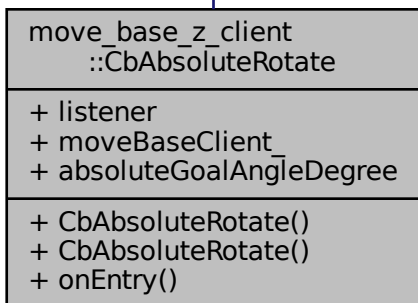 move_base_z_client
::CbAbsoluteRotate
+ listener
+ moveBaseClient_
+ absoluteGoalAngleDegree
+ CbAbsoluteRotate()
+ CbAbsoluteRotate()
+ onEntry()